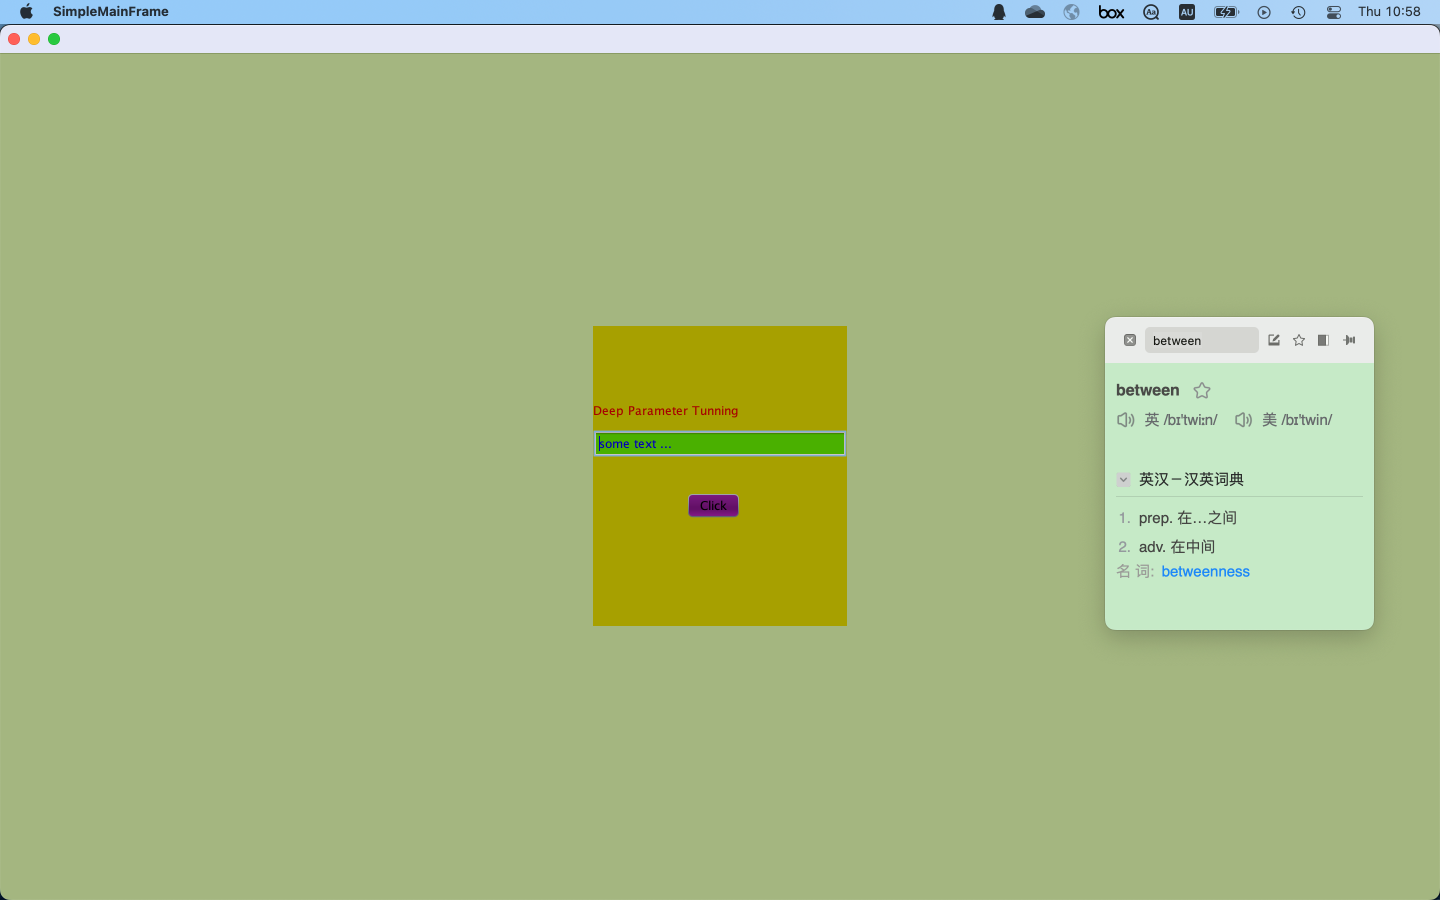 SimpleMainFrame
box
Aa
AU
Thu 10:58
Deep Parameter Tunning
some text ...
Click
between
between
英 /bɪ'twiːn/ 美 /bɪ'twin/
英汉－汉英词典
1. prep. 在…之间
2. adv. 在中间
名 词: betweenness